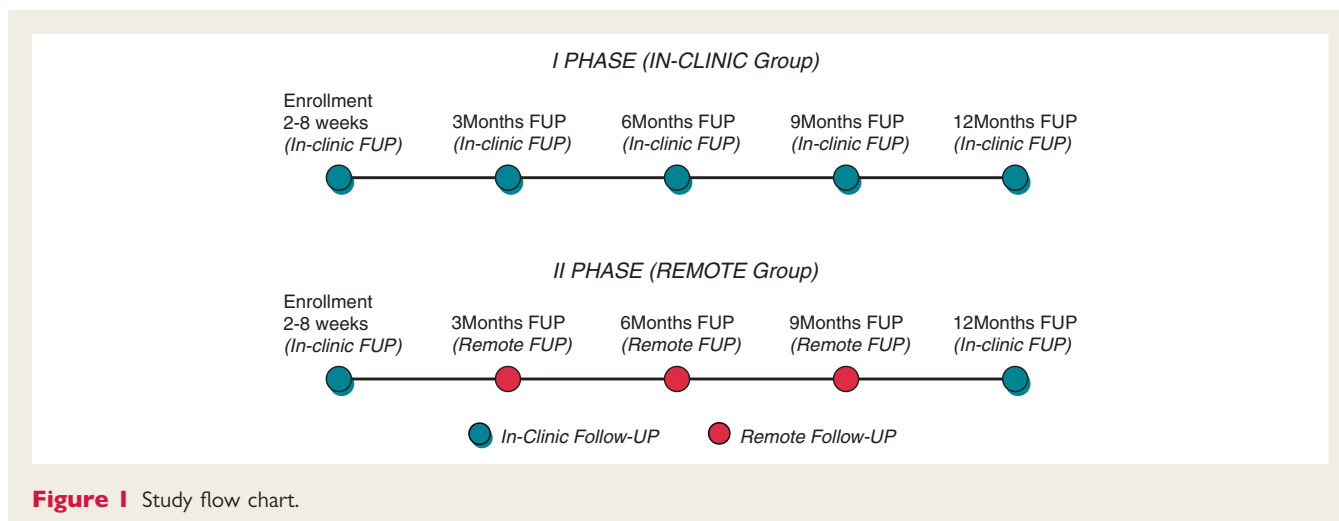 I PHASE (IN-CLINIC Group)
Enrollment
2-8 weeks
(In-clinic FUP)
3Months FUP
(In-clinic FUP)
6Months FUP
(In-clinic FUP)
9Months FUP
(In-clinic FUP)
12Months FUP
(In-clinic FUP)
II PHASE (REMOTE Group)
Enrollment
2-8 weeks
(In-clinic FUP)
3Months FUP
(Remote FUP)
6Months FUP
(Remote FUP)
9Months FUP
(Remote FUP)
12Months FUP
(In-clinic FUP)
In-Clinic Follow-UP
Remote Follow-UP
Figure 1 Study flow chart.